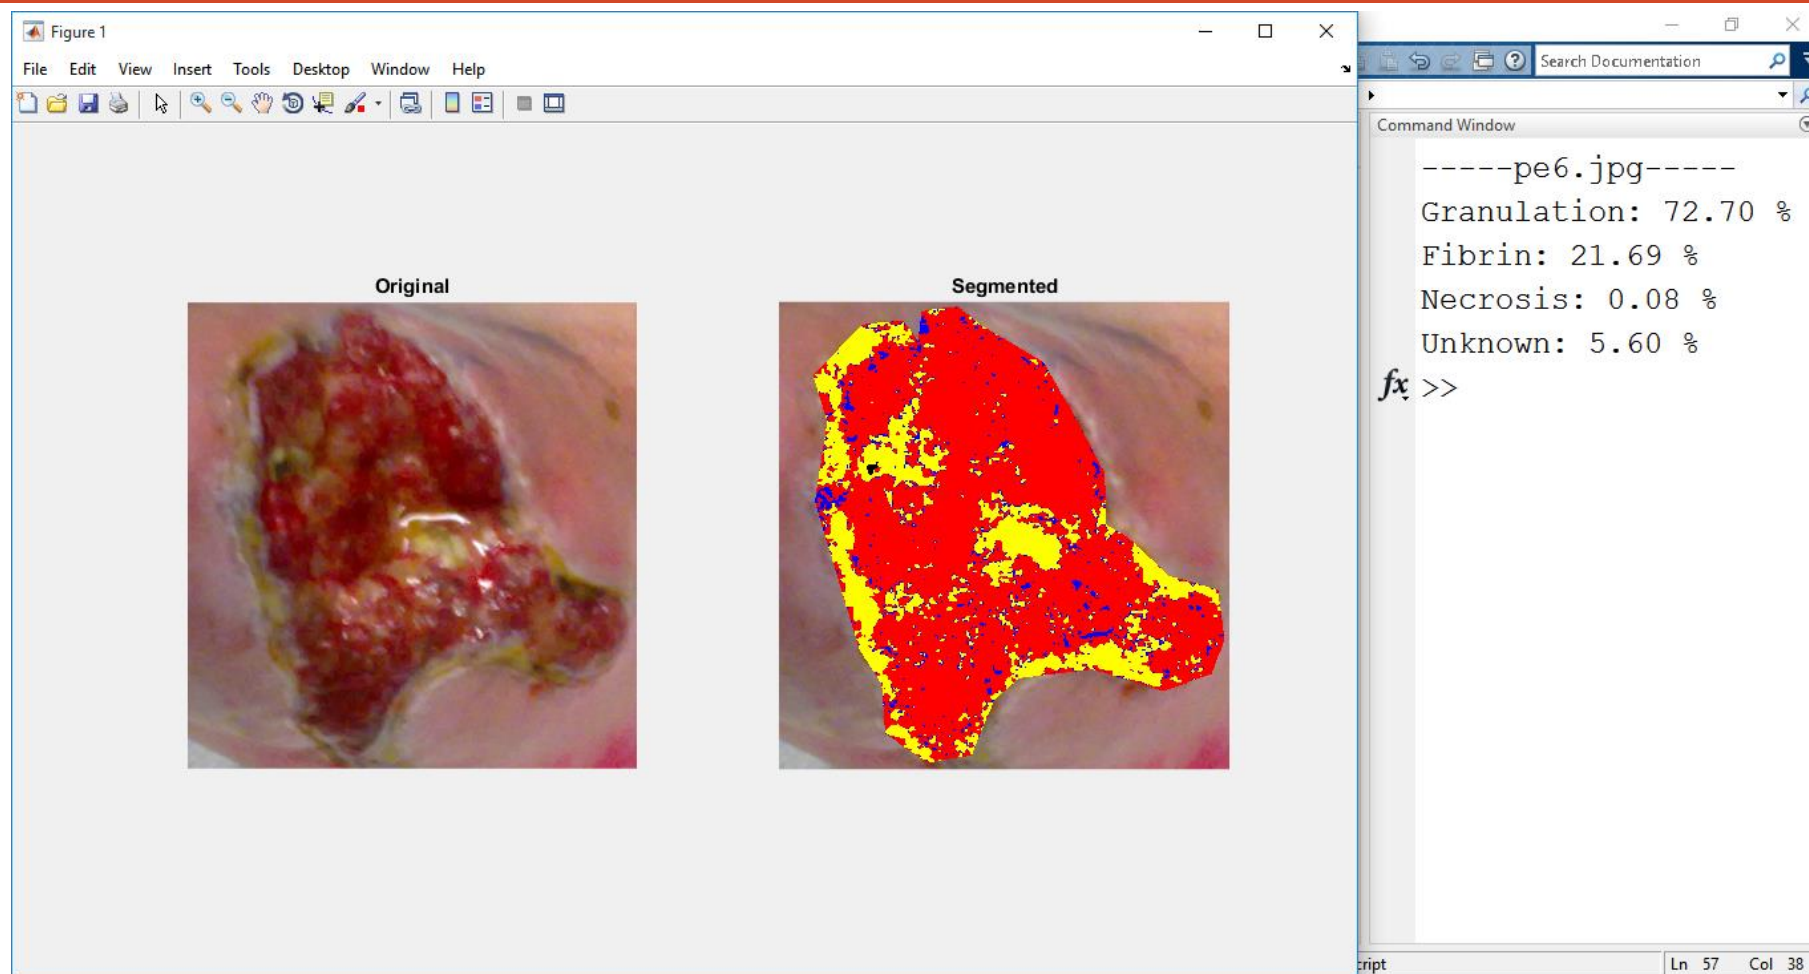 Figure 1
File Edit View Insert Tools Desktop Window Help
Original
Segmented
Search Documentation
Command Window
-----pe6.jpg-----
Granulation: 72.70 %
Fibrin: 21.69 %
Necrosis: 0.08 %
Unknown: 5.60 %
fx >>
cript
Ln 57 Col 38